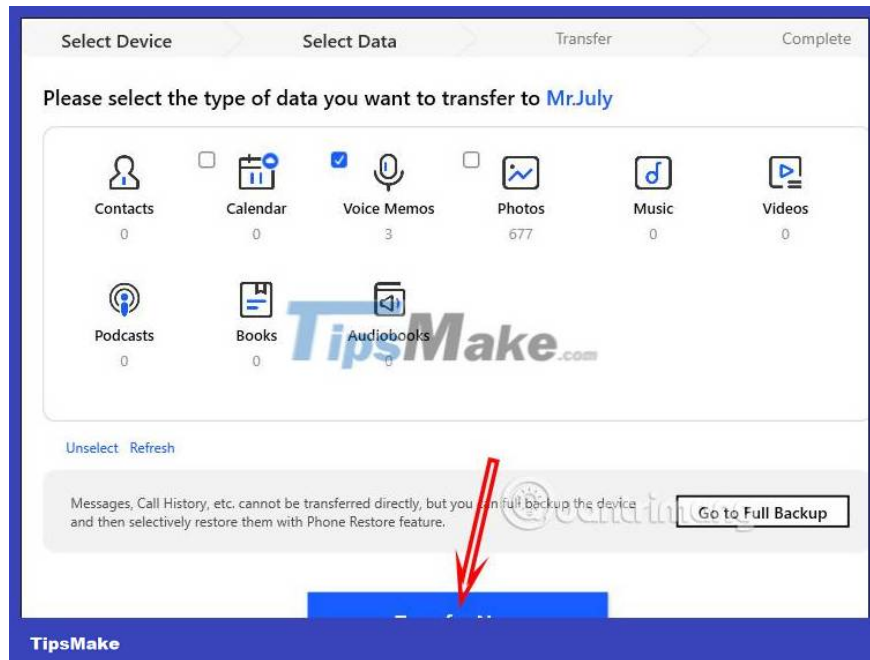 Select Device
Select Data
Transfer
Complete
Please select the type of data you want to transfer to Mr.July
Contacts
Calendar
Voice Memos
Photos
Music
Videos
0
0
3
677
0
0
Podcasts
Books
Audiobooks
0
0
0
TipsMake.com
Unselect Refresh
Messages, Call History, etc. cannot be transferred directly, but you can full backup the device
and then selectively restore them with Phone Restore feature.
Go to Full Backup
TipsMake